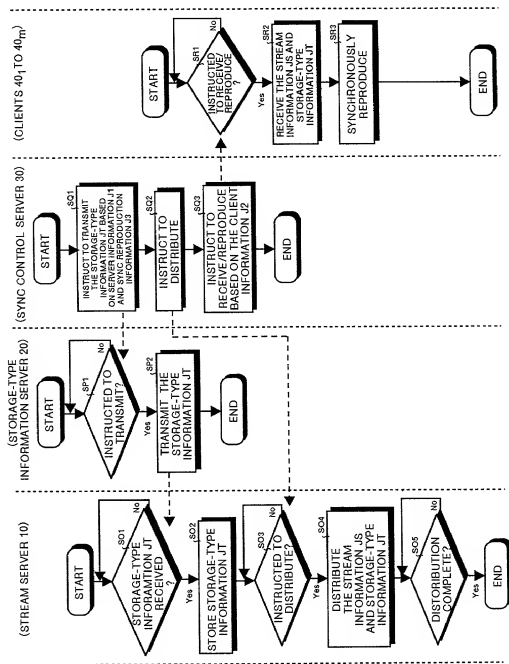 (STREAM SERVER 10)
START
SO1
STORAGE-TYPE
INFORAMTION JT
RECEIVED
?
No
Yes
SO2
STORE STORAGE-TYPE
INFORMATION JT
SO3
INSTRUCTED TO
DISTRIBUTE?
No
Yes
SO4
DISTRIBUTE
THE STREAM
INFORMATION JS
AND STORAGE-TYPE
INFORMATION JT
SO5
DISTORIBUTION
COMPLETE?
No
Yes
END
(STORAGE-TYPE
INFORMATION SERVER 20)
START
SP1
INSTRUCTED TO
TRANSMIT?
No
Yes
SP2
TRANSMIT THE
STORAGE-TYPE
INFORMATION JT
END
(SYNC CONTROL SERVER 30)
START
SQ1
INSTRUCT TO TRANSMIT
THE STORAGE-TYPE
INFORMATION JT BASED
ON SERVER INFORMATION J1
AND SYNC REPRODUCTION
INFORMATION J3
SQ2
INSTRUCT TO
DISTRIBUTE
SQ3
INSTRUCT TO
RECEIVE/REPRODUCE
BASED ON THE CLIENT
INFORMATION J2
END
(CLIENTS 40₁ TO 40ₘ)
START
SR1
INSTRUCTED
TO RECEIVE/
REPRODUCE
?
No
Yes
SR2
RECEIVE THE STREAM
INFORMATION JS AND
STORAGE-TYPE
INFORMATION JT
SR3
SYNCHRONOUSLY
REPRODUCE
END